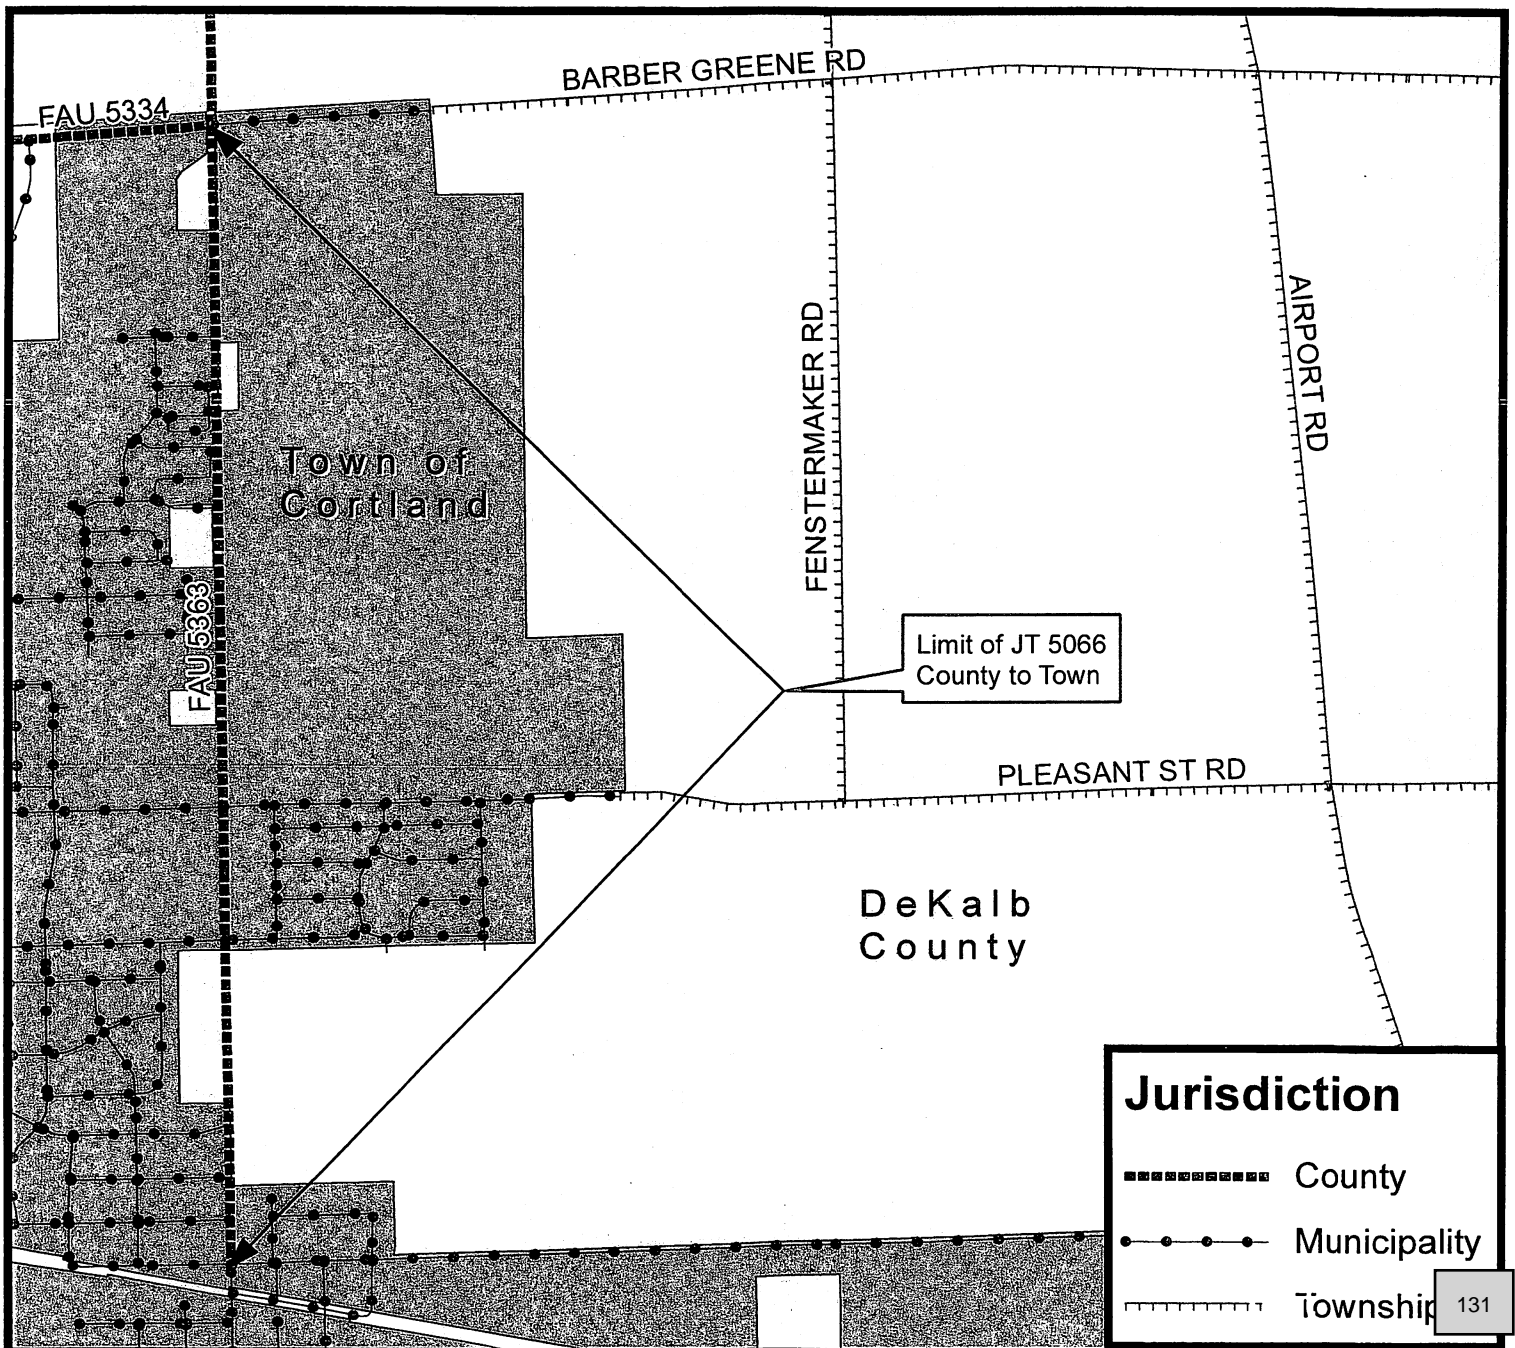 BARBER GREENE RD
FAU 5334
AIRPORT RD
FENSTERMAKER RD
Town of
Cortland
FAU 5363
Limit of JT 5066
County to Town
PLEASANT ST RD
DeKalb
County
Jurisdiction
County
Municipality
Township
131